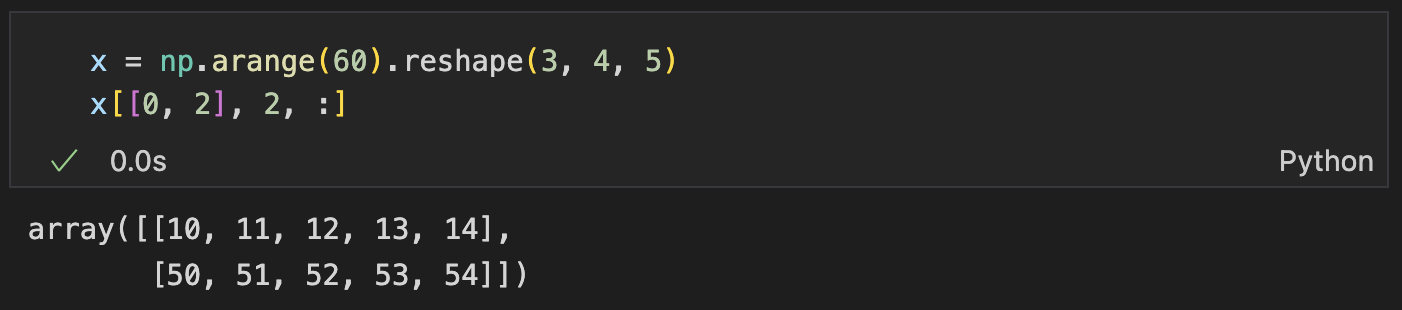 x = np.arange(60).reshape(3, 4, 5)
x[[0, 2], 2, :]
0.0s
Python
array([[10, 11, 12, 13, 14],
       [50, 51, 52, 53, 54]])